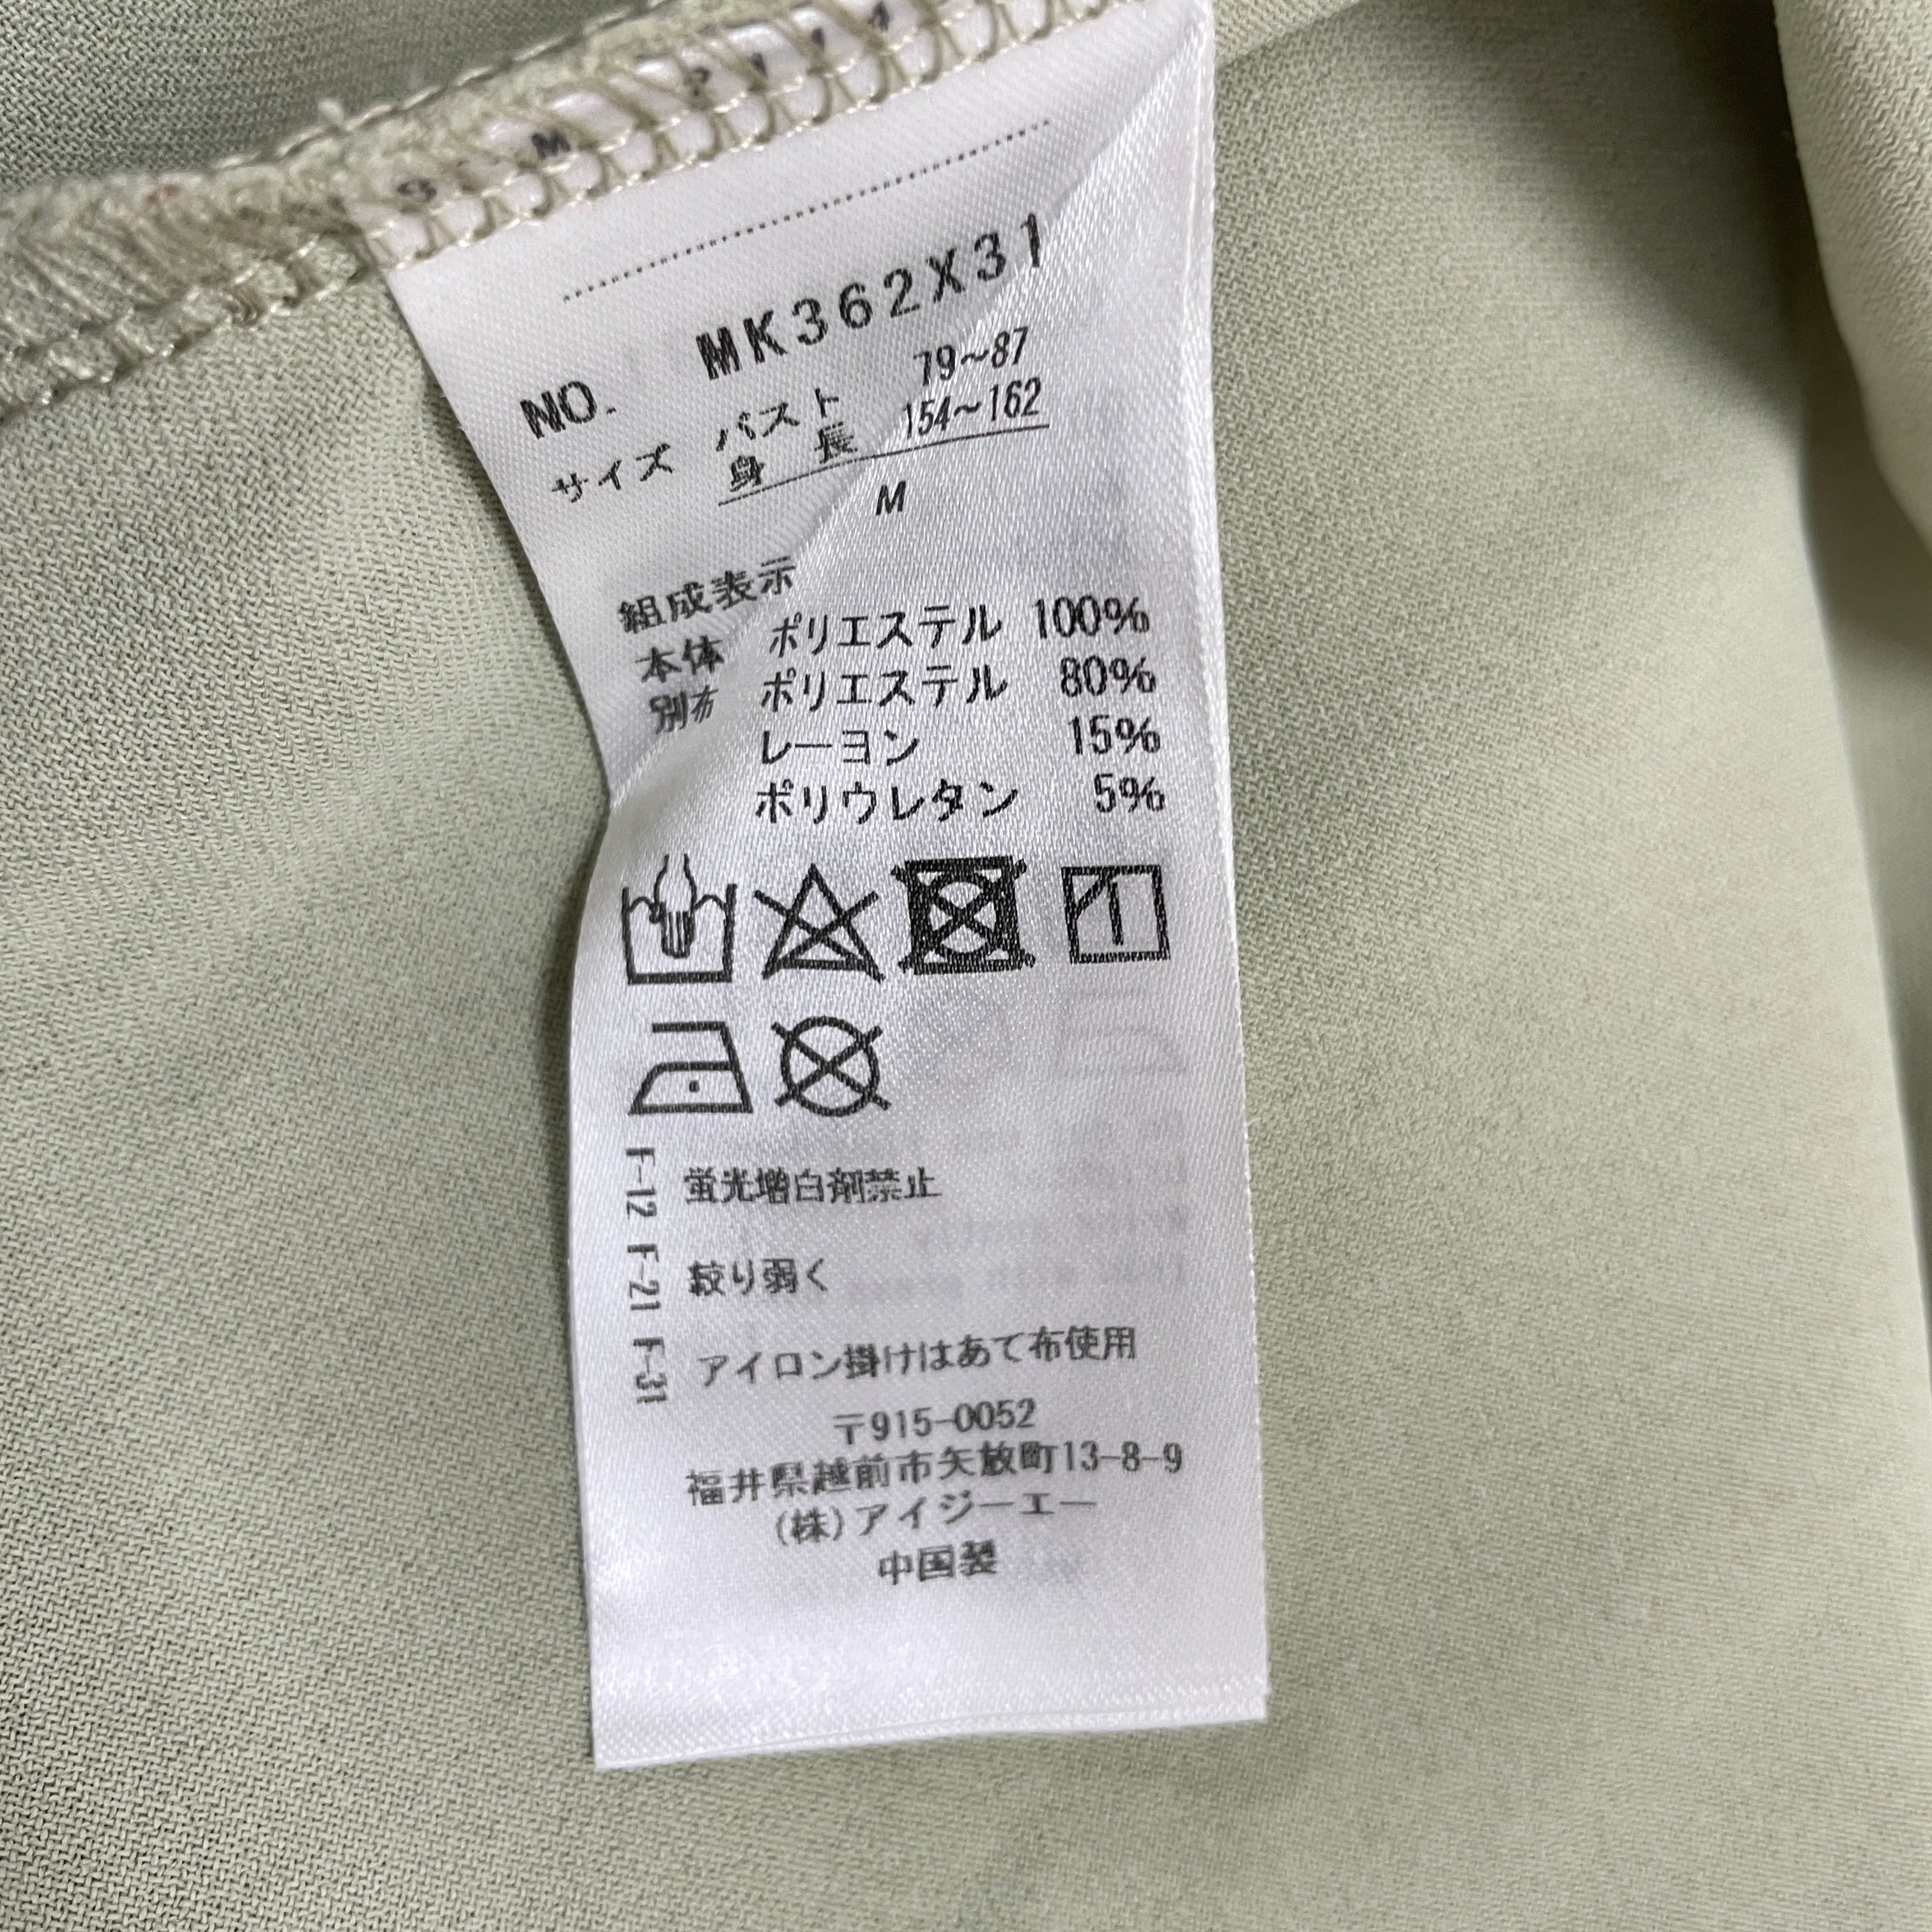 NO. MK362X31
サイズ バスト 79～87
身長 154～162
M
組成表示
本体 ポリエステル 100%
別布 ポリエステル 80%
レーヨン 15%
ポリウレタン 5%
F-12 F-21 F-31
蛍光増白剤禁止
絞り弱く
アイロン掛けはあて布使用
〒915-0052
福井県越前市矢放町13-8-9
(株)アイジーエー
中国製